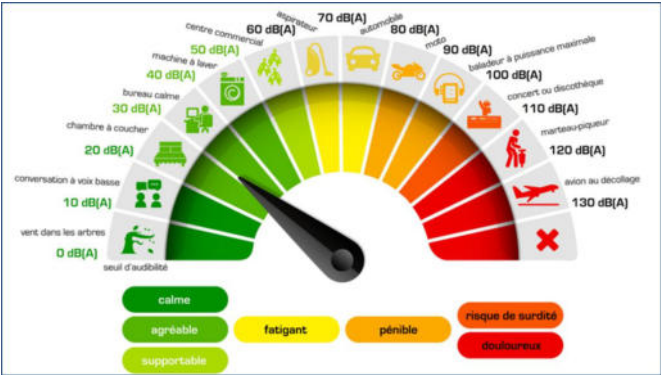 0 dB(A)
seuil d'audibilité
vent dans les arbres
10 dB(A)
conversation à voix basse
20 dB(A)
chambre à coucher
30 dB(A)
bureau calme
40 dB(A)
machine à laver
50 dB(A)
centre commercial
60 dB(A)
aspirateur
70 dB(A)
automobile
80 dB(A)
moto
90 dB(A)
baladeur à puissance maximale
100 dB(A)
concert ou discothèque
110 dB(A)
marteau-piqueur
120 dB(A)
avion au décollage
130 dB(A)
calme
agréable
supportable
fatigant
pénible
risque de surdité
douloureux